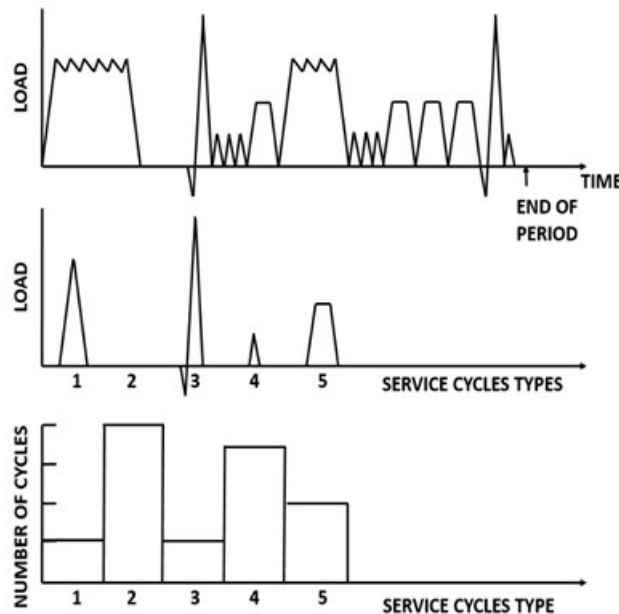 LOAD
TIME
END OF
PERIOD
LOAD
1 2 3 4 5 SERVICE CYCLES TYPES
NUMBER OF CYCLES
1 2 3 4 5 SERVICE CYCLES TYPE